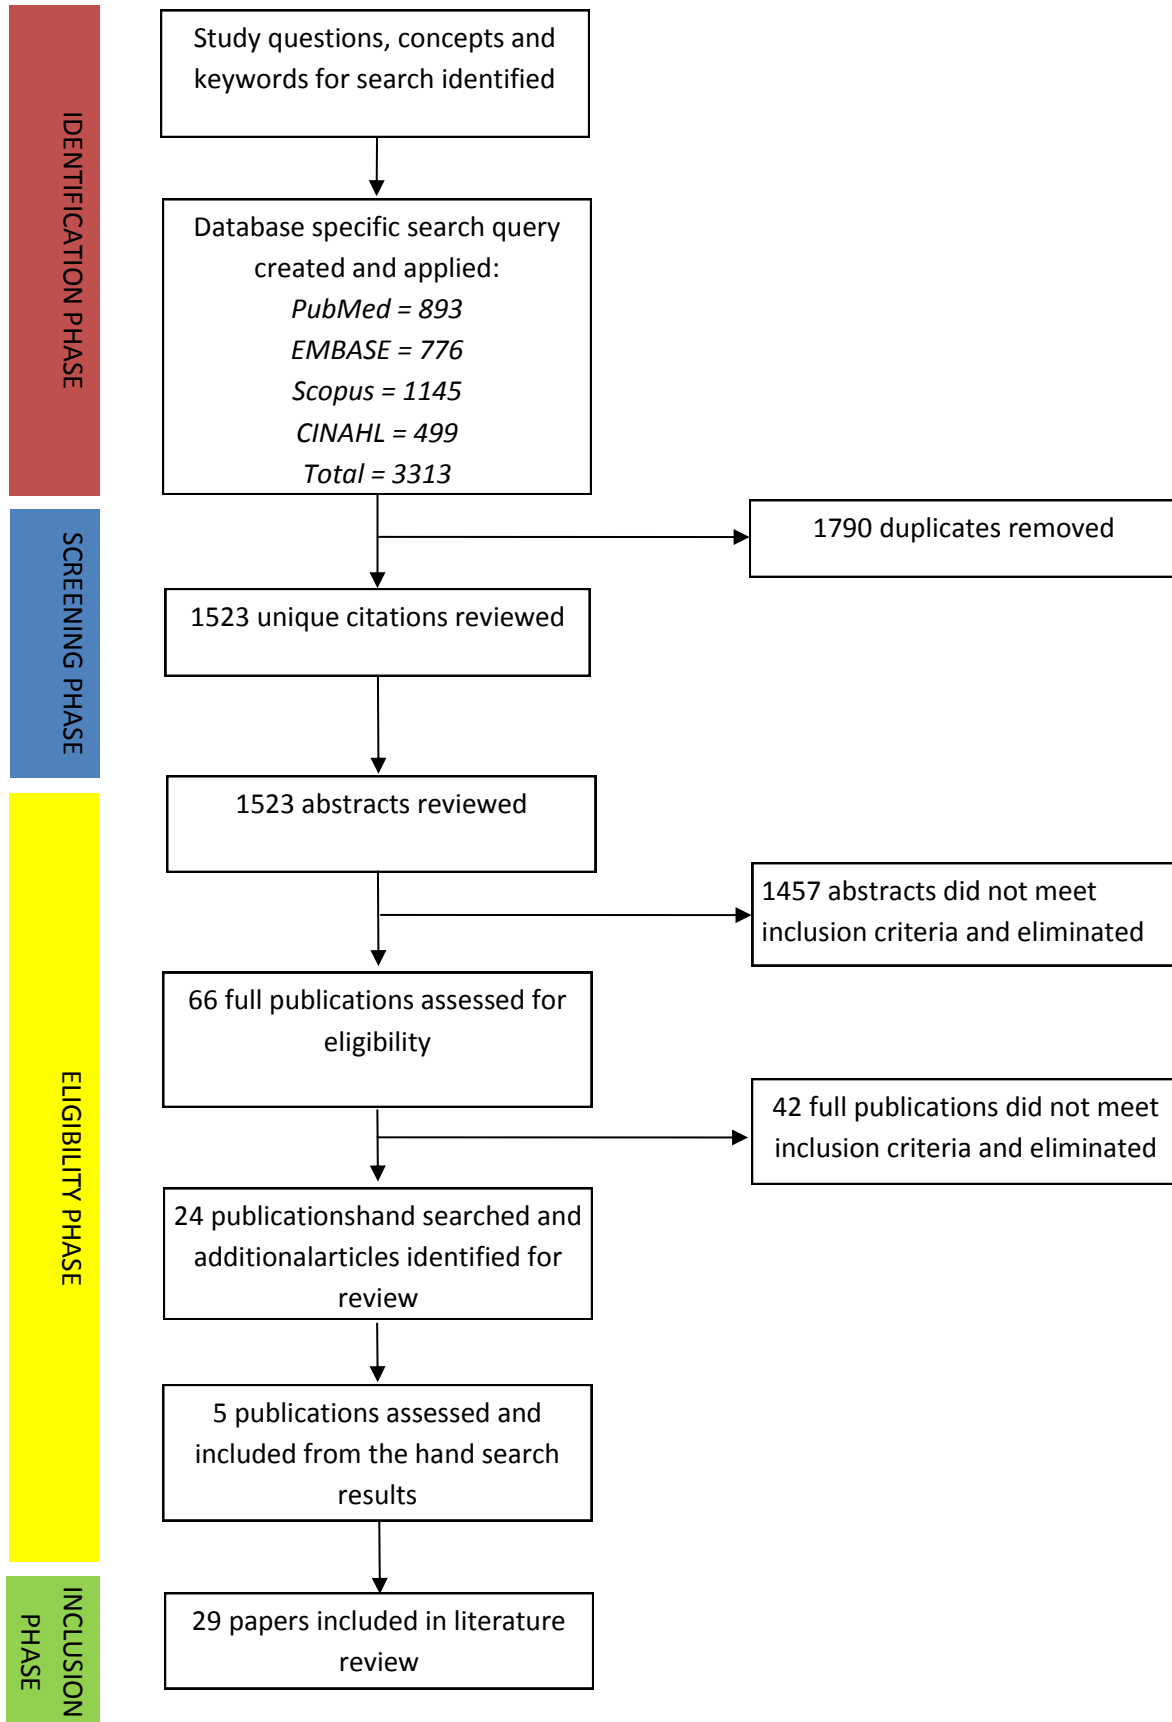 IDENTIFICATION PHASE
Study questions, concepts and
keywords for search identified
Database specific search query
created and applied:
PubMed = 893
EMBASE = 776
Scopus = 1145
CINAHL = 499
Total = 3313
SCREENING PHASE
1790 duplicates removed
1523 unique citations reviewed
ELIGIBILITY PHASE
1523 abstracts reviewed
1457 abstracts did not meet
inclusion criteria and eliminated
66 full publications assessed for
eligibility
42 full publications did not meet
inclusion criteria and eliminated
24 publicationshand searched and
additionalarticles identified for
review
5 publications assessed and
included from the hand search
results
INCLUSION
PHASE
29 papers included in literature
review